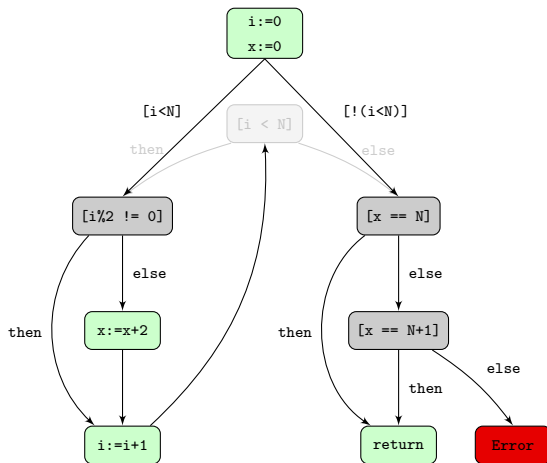 i:=0
x:=0
[i<N]
[!(i<N)]
[i < N]
then
else
[i%2 != 0]
[x == N]
else
else
then
x:=x+2
then
[x == N+1]
then
else
i:=i+1
return
Error